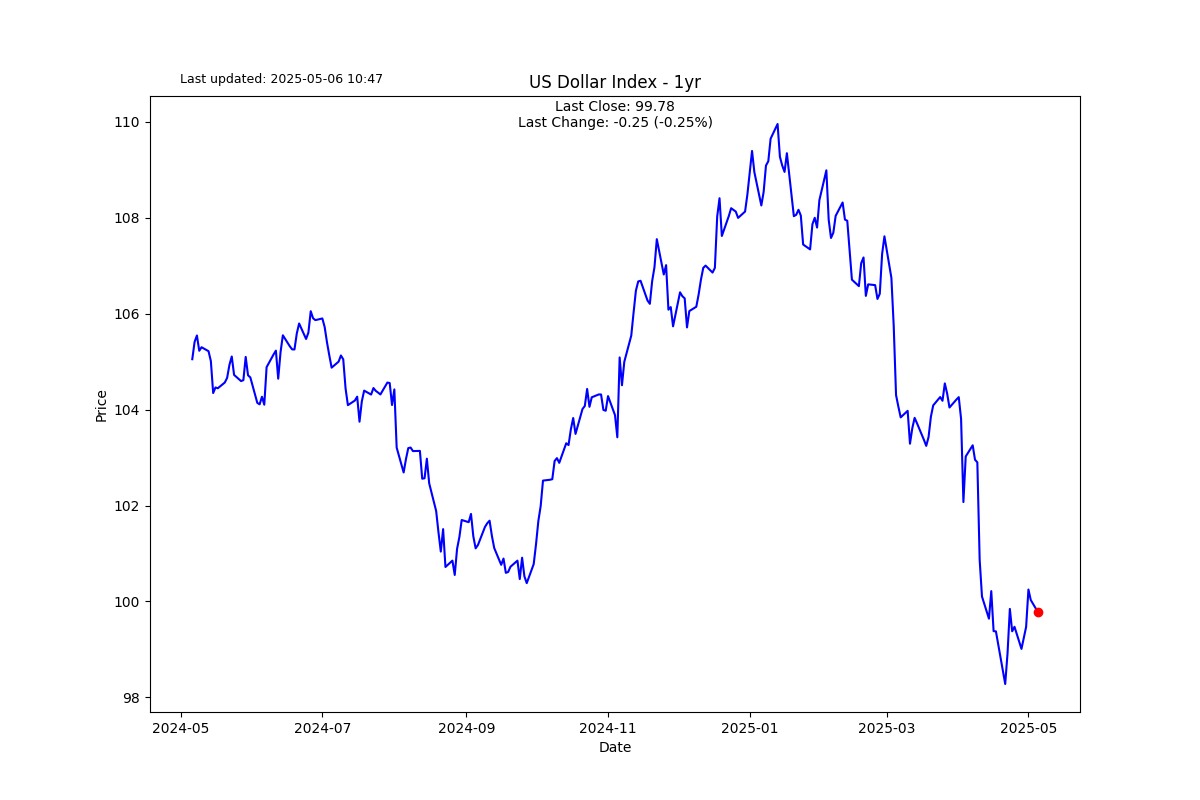 Last updated: 2025-05-06 10:47
US Dollar Index - 1yr
Last Close: 99.78
Last Change: -0.25 (-0.25%)
110
108
106
104
102
100
98
Price
2024-05
2024-07
2024-09
2024-11
2025-01
2025-03
2025-05
Date